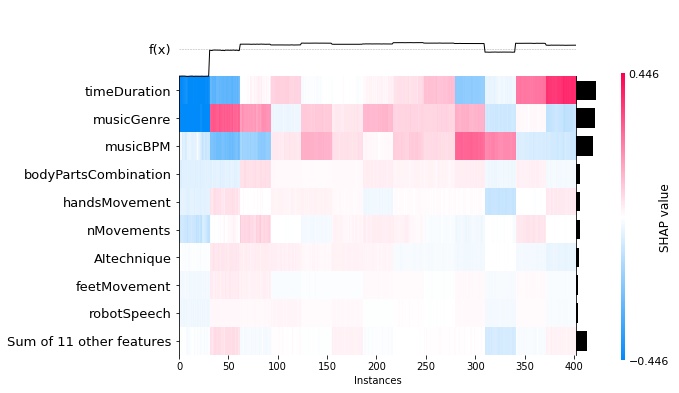 f(x)
timeDuration
musicGenre
musicBPM
bodyPartsCombination
handsMovement
nMovements
AItechnique
feetMovement
robotSpeech
Sum of 11 other features
0 50 100 150 200 250 300 350 400
Instances
0.446
SHAP value
−0.446